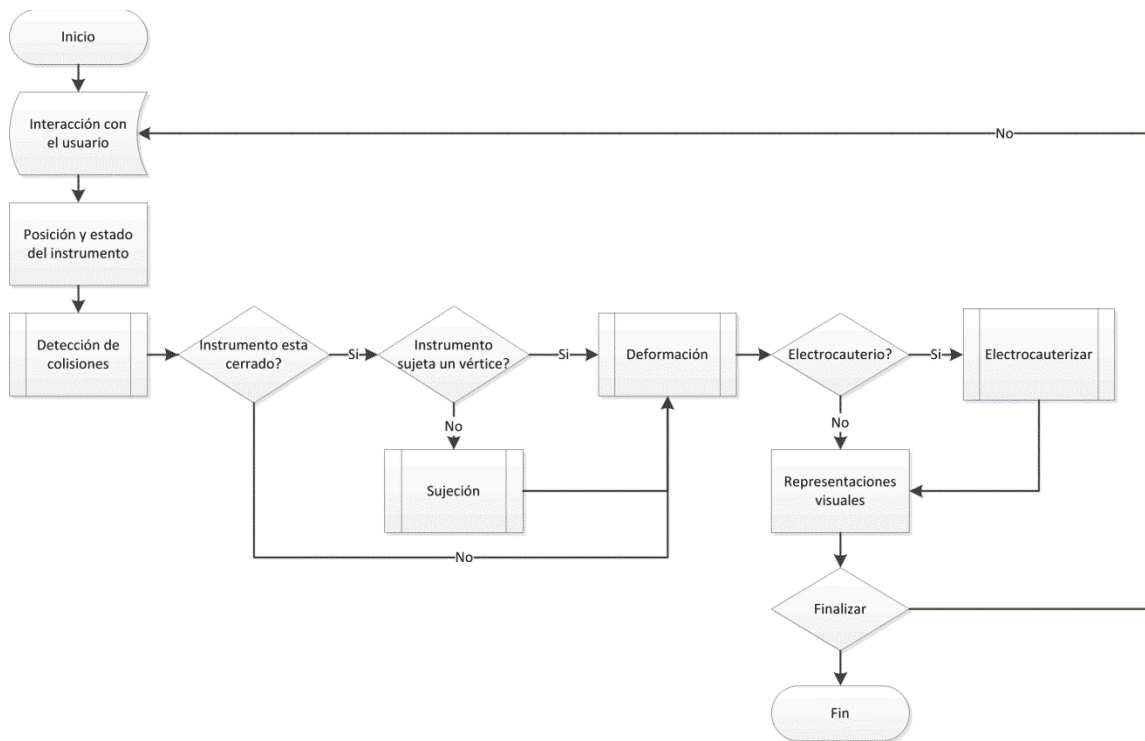 Inicio
Interacción con
el usuario
No
Posición y estado
del instrumento
Detección de
colisiones
Instrumento esta
cerrado?
Si
Instrumento
sujeta un vértice?
Si
Deformación
Electrocauterio?
Si
Electrocauterizar
No
No
Sujeción
Representaciones
visuales
No
Finalizar
Fin